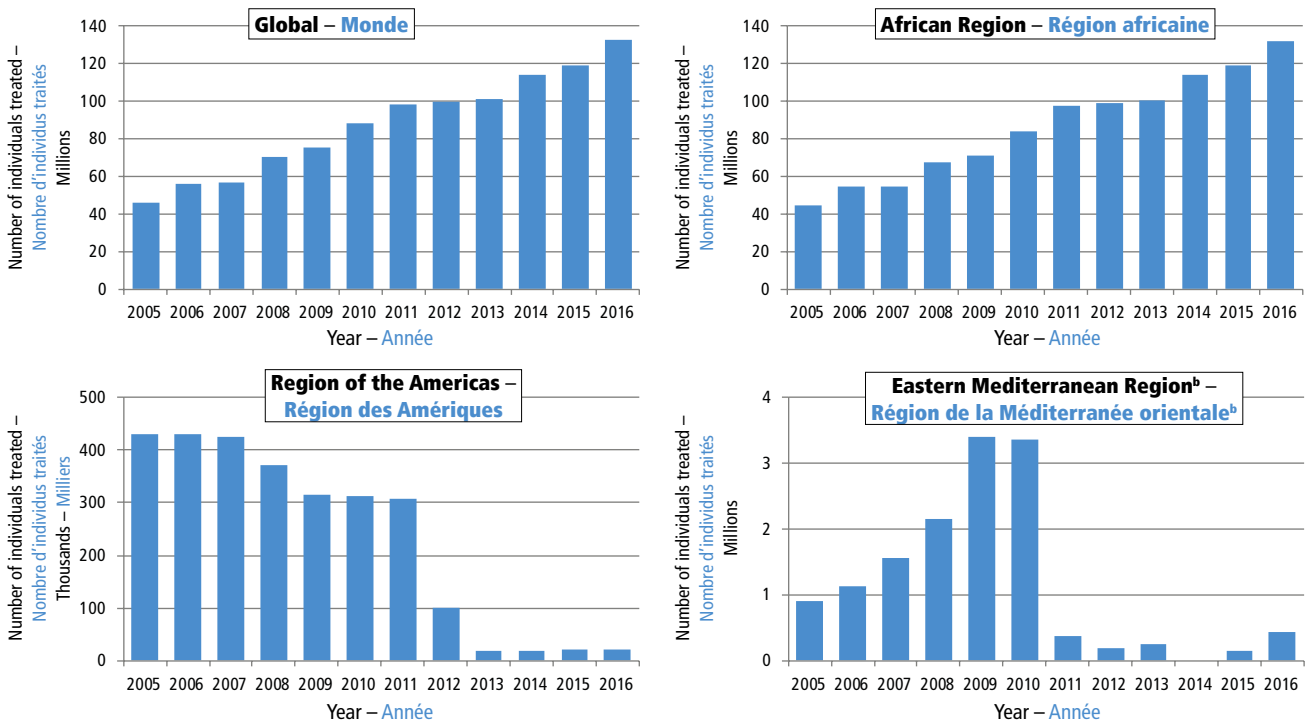 Global – Monde
Number of individuals treated –
Nombre d'individus traités
Millions
140
120
100
80
60
40
20
0
2005 2006 2007 2008 2009 2010 2011 2012 2013 2014 2015 2016
Year – Année
African Region – Région africaine
Number of individuals treated –
Nombre d'individus traités
Millions
140
120
100
80
60
40
20
0
2005 2006 2007 2008 2009 2010 2011 2012 2013 2014 2015 2016
Year – Année
Region of the Americas –
Région des Amériques
Number of individuals treated –
Nombre d'individus traités
Thousands – Milliers
500
400
300
200
100
0
2005 2006 2007 2008 2009 2010 2011 2012 2013 2014 2015 2016
Year – Année
Eastern Mediterranean Regionᵇ –
Région de la Méditerranée orientaleᵇ
Number of individuals treated –
Nombre d'individus traités
Millions
4
3
2
1
0
2005 2006 2007 2008 2009 2010 2011 2012 2013 2014 2015 2016
Year – Année